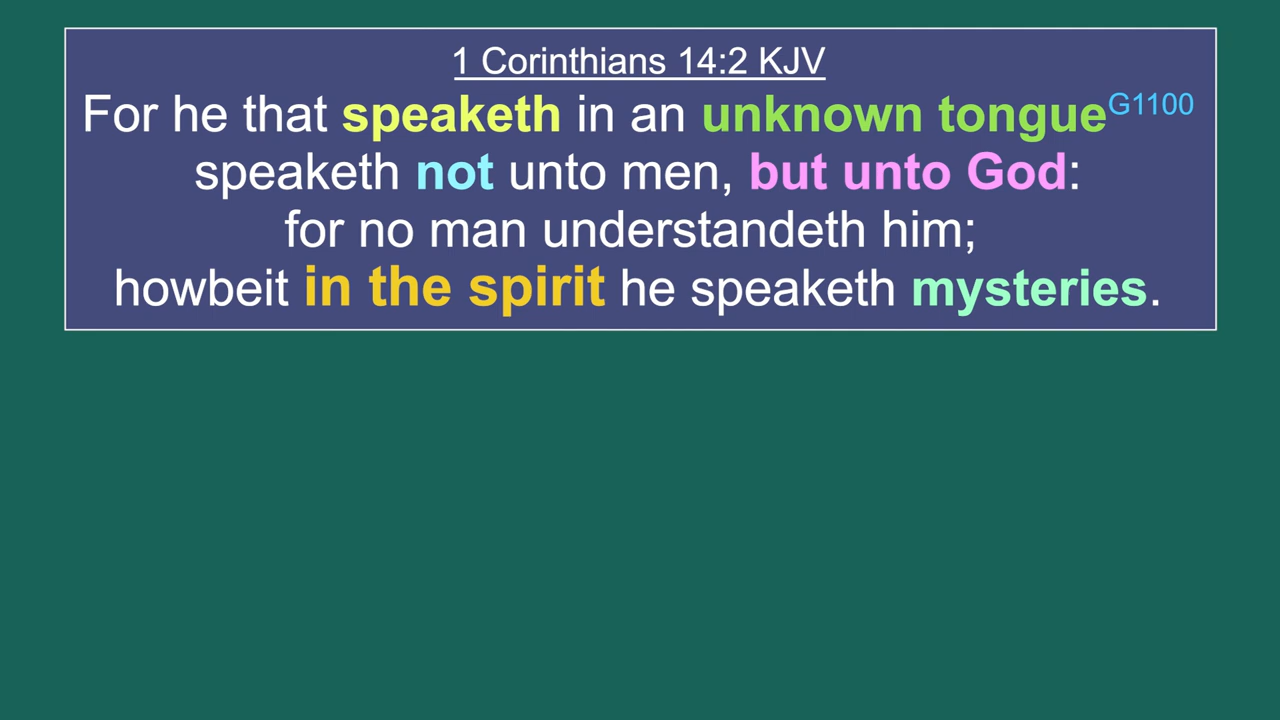 1 Corinthians 14:2 KJV
For he that speaketh in an unknown tongueG1100
speaketh not unto men, but unto God:
for no man understandeth him;
howbeit in the spirit he speaketh mysteries.